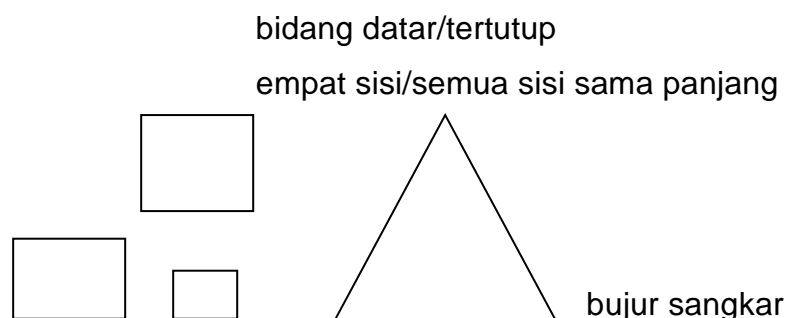 bidang datar/tertutup
empat sisi/semua sisi sama panjang
bujur sangkar